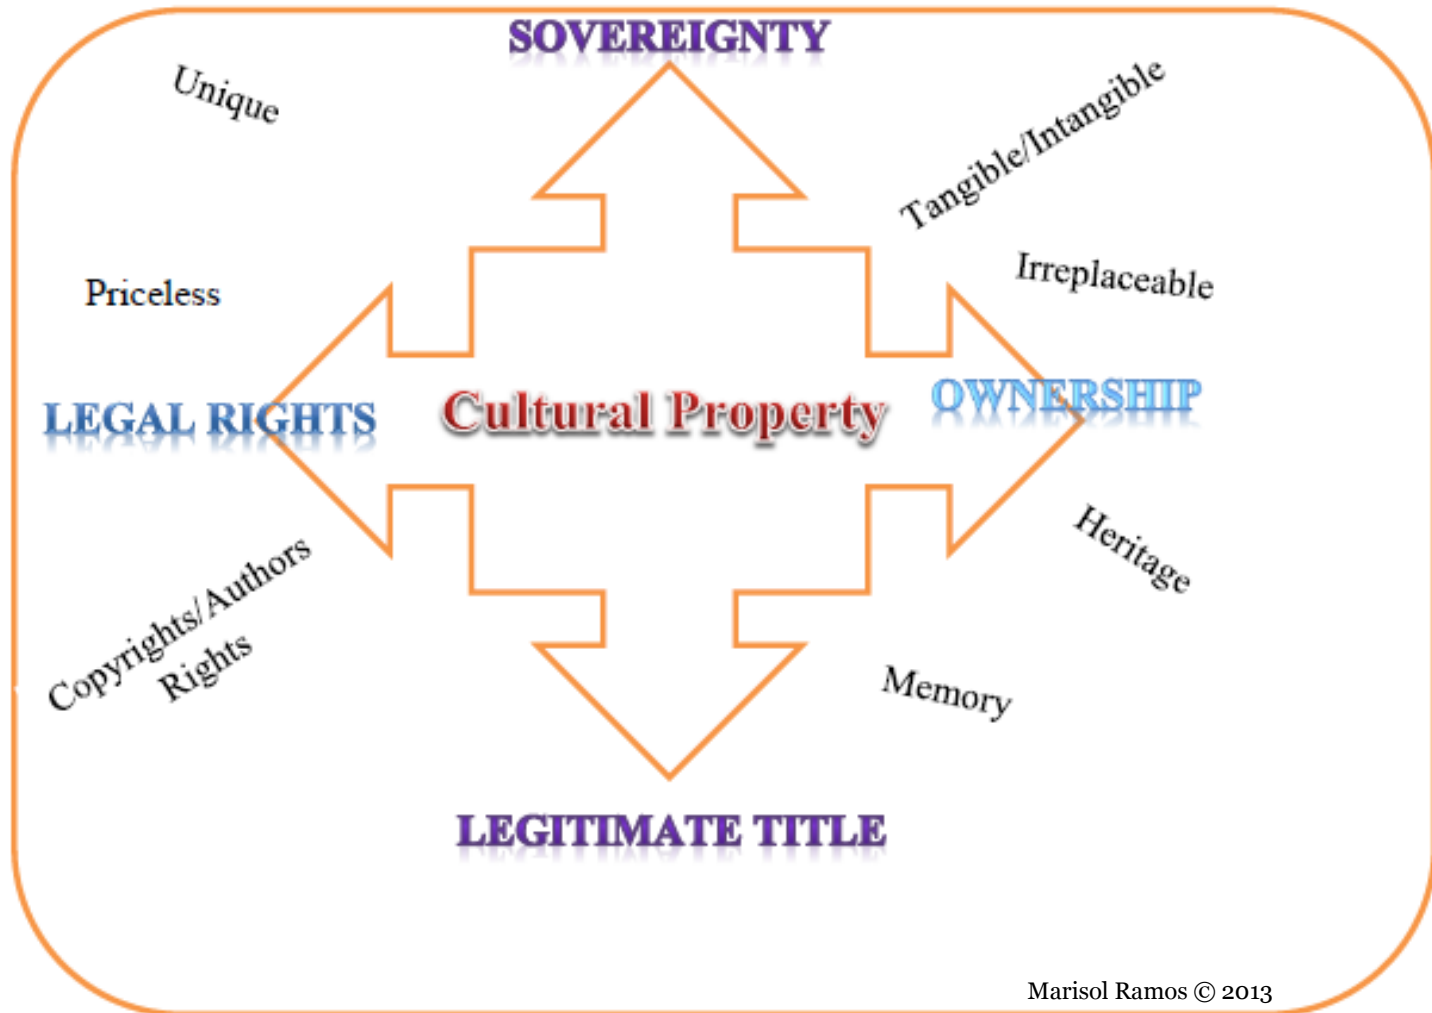 SOVEREIGNTY
Unique
Tangible/Intangible
Irreplaceable
Priceless
LEGAL RIGHTS
Cultural Property
OWNERSHIP
Heritage
Copyrights/Authors
Rights
Memory
LEGITIMATE TITLE
Marisol Ramos © 2013